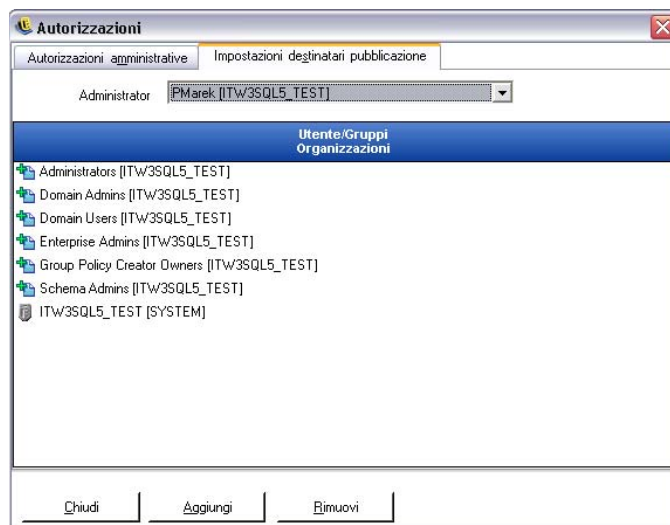 Autorizzazioni
Autorizzazioni amministrative
Impostazioni destinatari pubblicazione
Administrator PMarek [ITW3SQL5_TEST]
Utente/Gruppi
Organizzazioni
Administrators [ITW3SQL5_TEST]
Domain Admins [ITW3SQL5_TEST]
Domain Users [ITW3SQL5_TEST]
Enterprise Admins [ITW3SQL5_TEST]
Group Policy Creator Owners [ITW3SQL5_TEST]
Schema Admins [ITW3SQL5_TEST]
ITW3SQL5_TEST [SYSTEM]
Chiudi Aggiungi Rimuovi